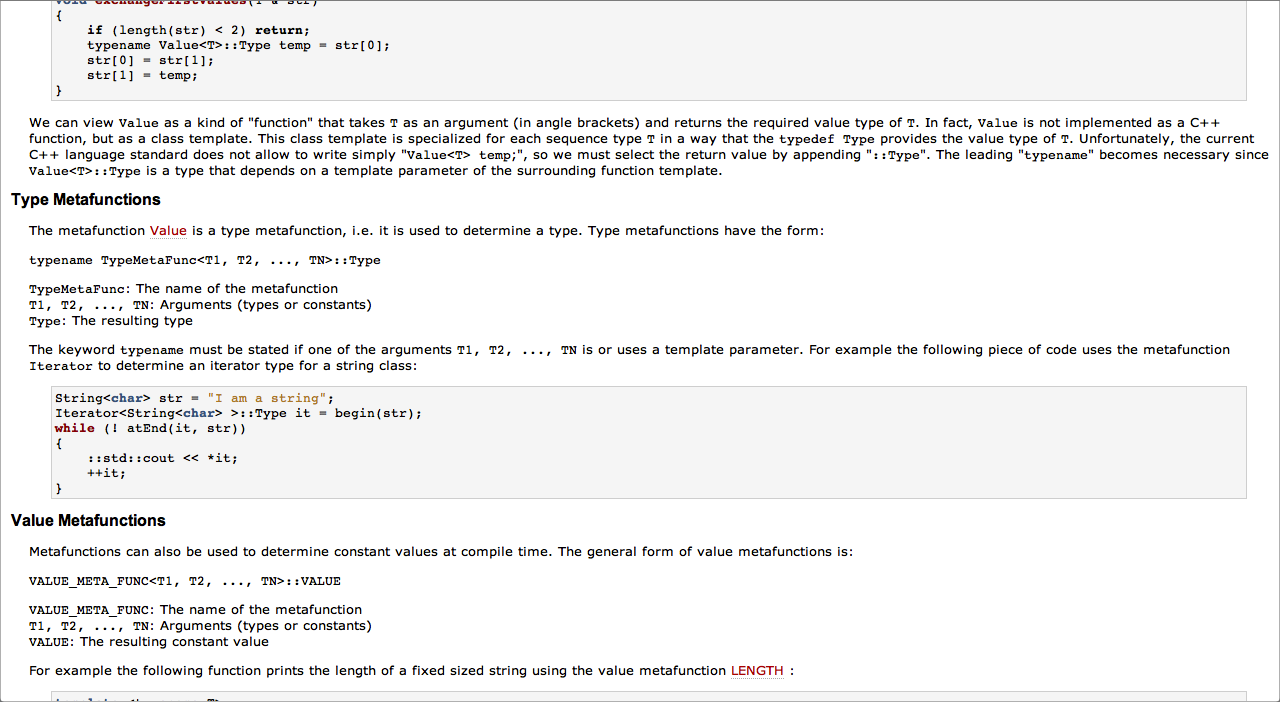 void exchangeFirstValues(T & str)
{
    if (length(str) < 2) return;
    typename Value<T>::Type temp = str[0];
    str[0] = str[1];
    str[1] = temp;
}
We can view Value as a kind of "function" that takes T as an argument (in angle brackets) and returns the required value type of T. In fact, Value is not implemented as a C++
function, but as a class template. This class template is specialized for each sequence type T in a way that the typedef Type provides the value type of T. Unfortunately, the current
C++ language standard does not allow to write simply "Value<T> temp;", so we must select the return value by appending "::Type". The leading "typename" becomes necessary since
Value<T>::Type is a type that depends on a template parameter of the surrounding function template.
Type Metafunctions
The metafunction Value is a type metafunction, i.e. it is used to determine a type. Type metafunctions have the form:
typename TypeMetaFunc<T1, T2, ..., TN>::Type
TypeMetaFunc: The name of the metafunction
T1, T2, ..., TN: Arguments (types or constants)
Type: The resulting type
The keyword typename must be stated if one of the arguments T1, T2, ..., TN is or uses a template parameter. For example the following piece of code uses the metafunction
Iterator to determine an iterator type for a string class:
String<char> str = "I am a string";
Iterator<String<char> >::Type it = begin(str);
while (! atEnd(it, str))
{
    ::std::cout << *it;
    ++it;
}
Value Metafunctions
Metafunctions can also be used to determine constant values at compile time. The general form of value metafunctions is:
VALUE_META_FUNC<T1, T2, ..., TN>::VALUE
VALUE_META_FUNC: The name of the metafunction
T1, T2, ..., TN: Arguments (types or constants)
VALUE: The resulting constant value
For example the following function prints the length of a fixed sized string using the value metafunction LENGTH :